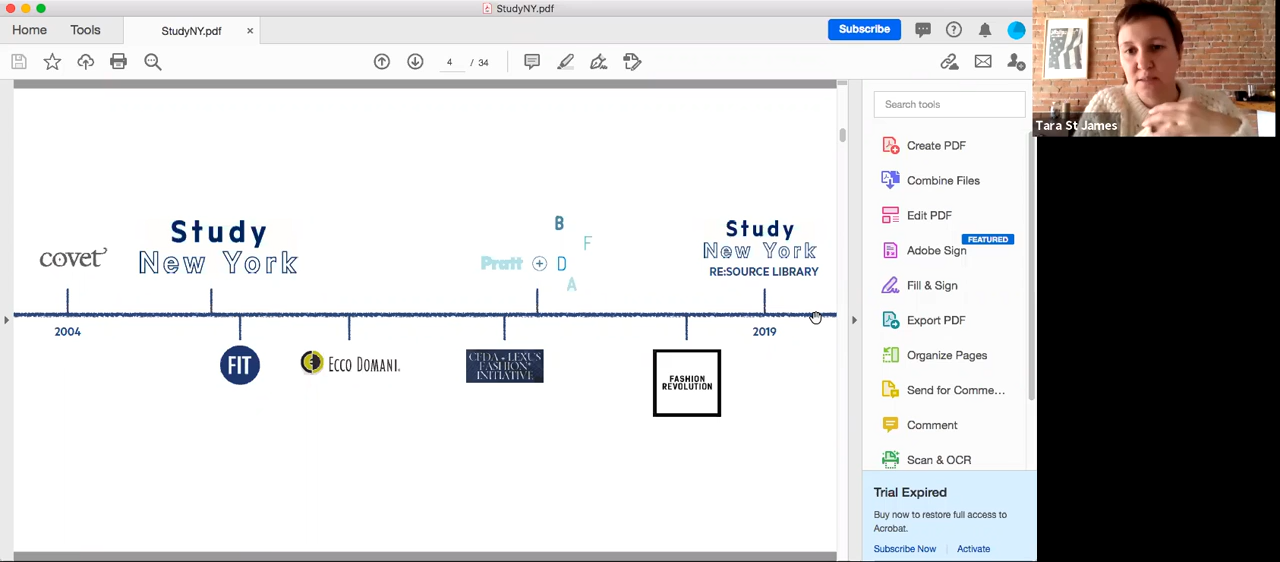 StudyNY.pdf
Home
Tools
StudyNY.pdf
×
Subscribe
4 / 34
Search tools
Create PDF
Combine Files
Edit PDF
FEATURED
Adobe Sign
Fill & Sign
Export PDF
Organize Pages
Send for Comme...
Comment
Scan & OCR
Trial Expired
Buy now to restore full access to
Acrobat.
Subscribe Now
Activate
covet
Study
New York
Pratt + B
F
D
A
Study
New York
RE:SOURCE LIBRARY
2004
2019
FIT
ECCO DOMANI.
CFDA + LEXUS
FASHION*
INITIATIVE
FASHION
REVOLUTION
Tara St James